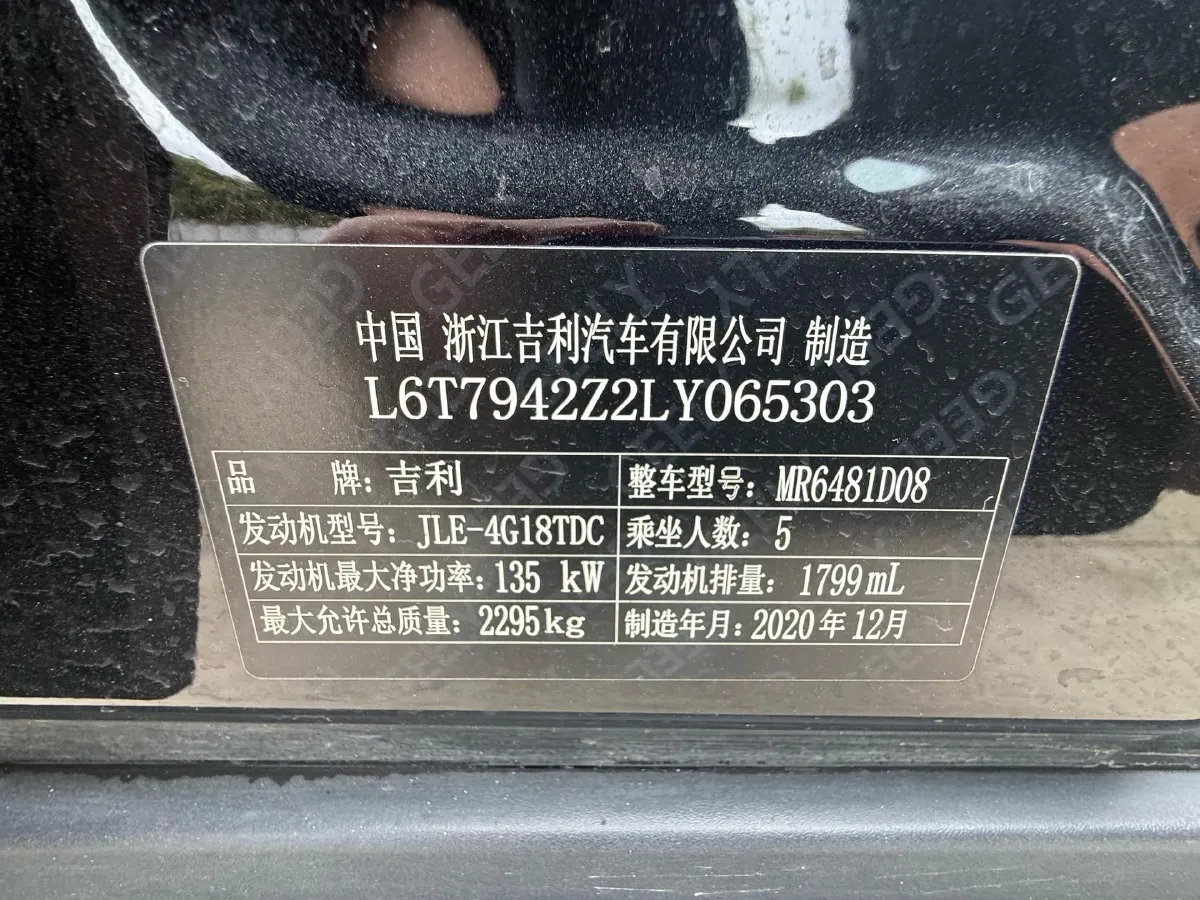 中国 浙江吉利汽车有限公司 制造
L6T7942Z2LY065303
品 牌：吉利 整车型号：MR6481D08
发动机型号：JLE-4G18TDC 乘坐人数：5
发动机最大净功率：135 kW 发动机排量：1799mL
最大允许总质量：2295kg 制造年月：2020年12月